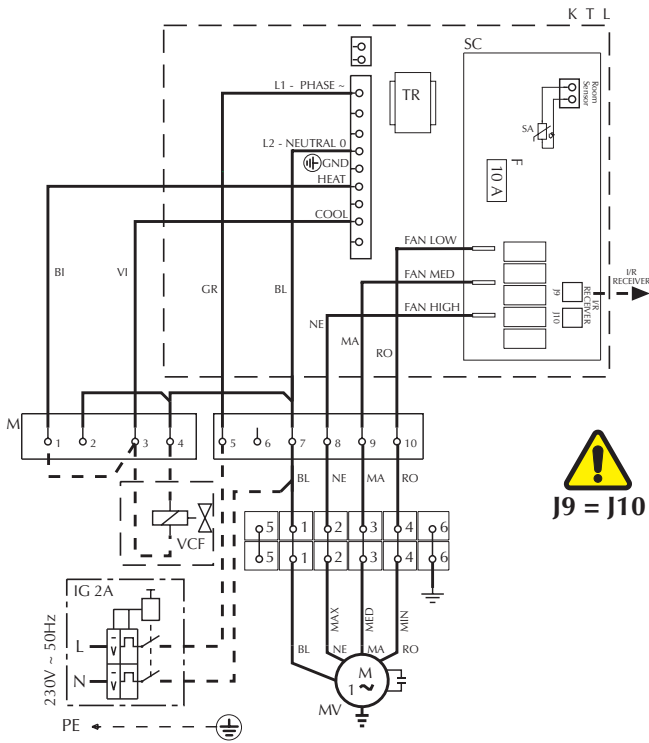 K T L
SC
L1 - PHASE ~
TR
Room
Sensor
SA
L2 - NEUTRAL 0
GND
HEAT
F
10 A
COOL
FAN LOW
FAN MED
FAN HIGH
I/R
RECEIVER
J9
J10
I/R
RECEIVER
BI
VI
GR
BL
NE
MA
RO
M
1
2
3
4
5
6
7
8
9
10
BL
NE
MA
RO
J9 = J10
VCF
5
1
2
3
4
6
5
1
2
3
4
6
IG 2A
230V ~ 50Hz
L
N
MAX
MED
MIN
BL
NE
MA
RO
M
1 ~
MV
PE